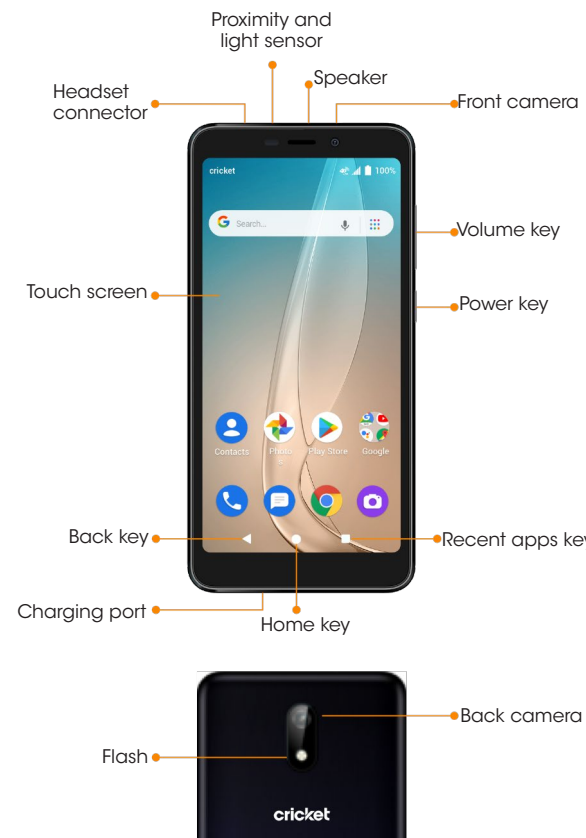 Proximity and
light sensor
Speaker
Headset
connector
Front camera
cricket
100%
Search...
Volume key
Touch screen
Power key
Contacts
Photo
s
Play Store
Google
Back key
Recent apps key
Charging port
Home key
Back camera
Flash
cricket